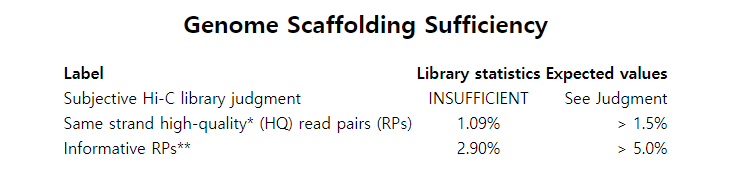 Genome Scaffolding Sufficiency
Label Library statistics Expected values
Subjective Hi-C library judgment INSUFFICIENT See Judgment
Same strand high-quality* (HQ) read pairs (RPs) 1.09% > 1.5%
Informative RPs** 2.90% > 5.0%